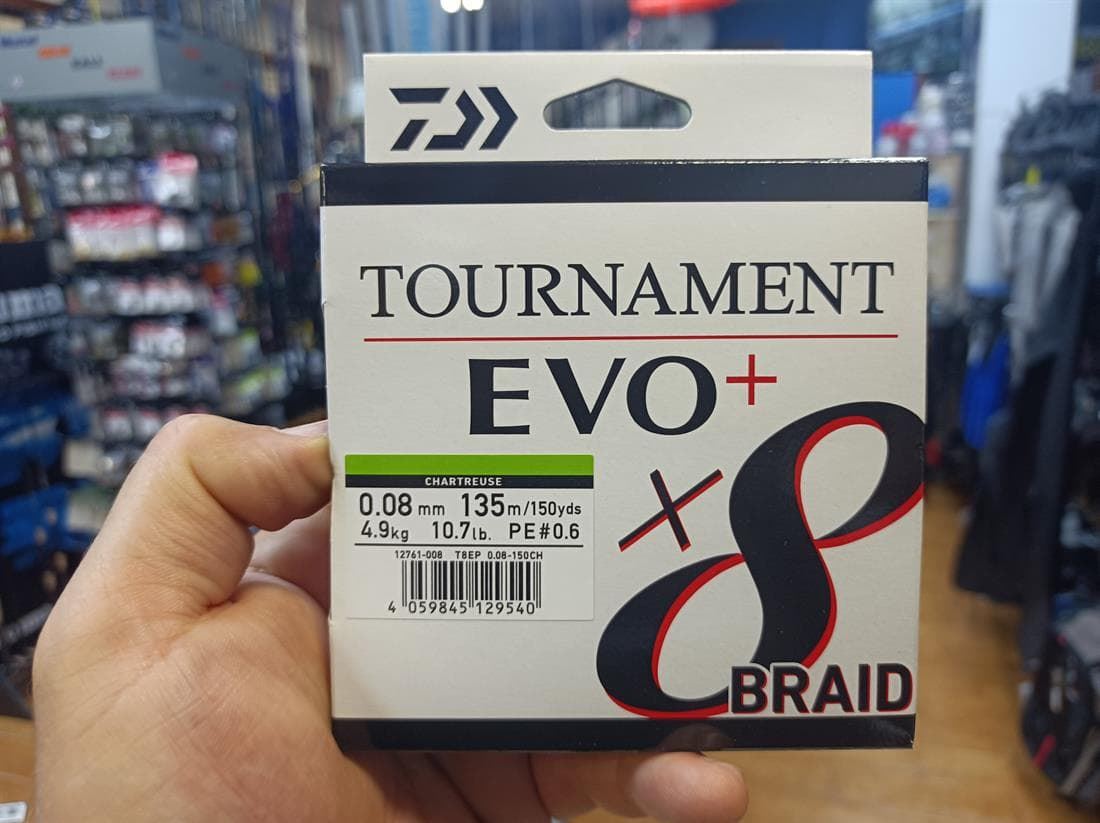 TOURNAMENT
EVO+
x8
BRAID
CHARTREUSE
0.08 mm 135 m/150yds
4.9kg 10.7lb. PE#0.6
12761-008 T8EP 0.08-150CH
4 059845 129540